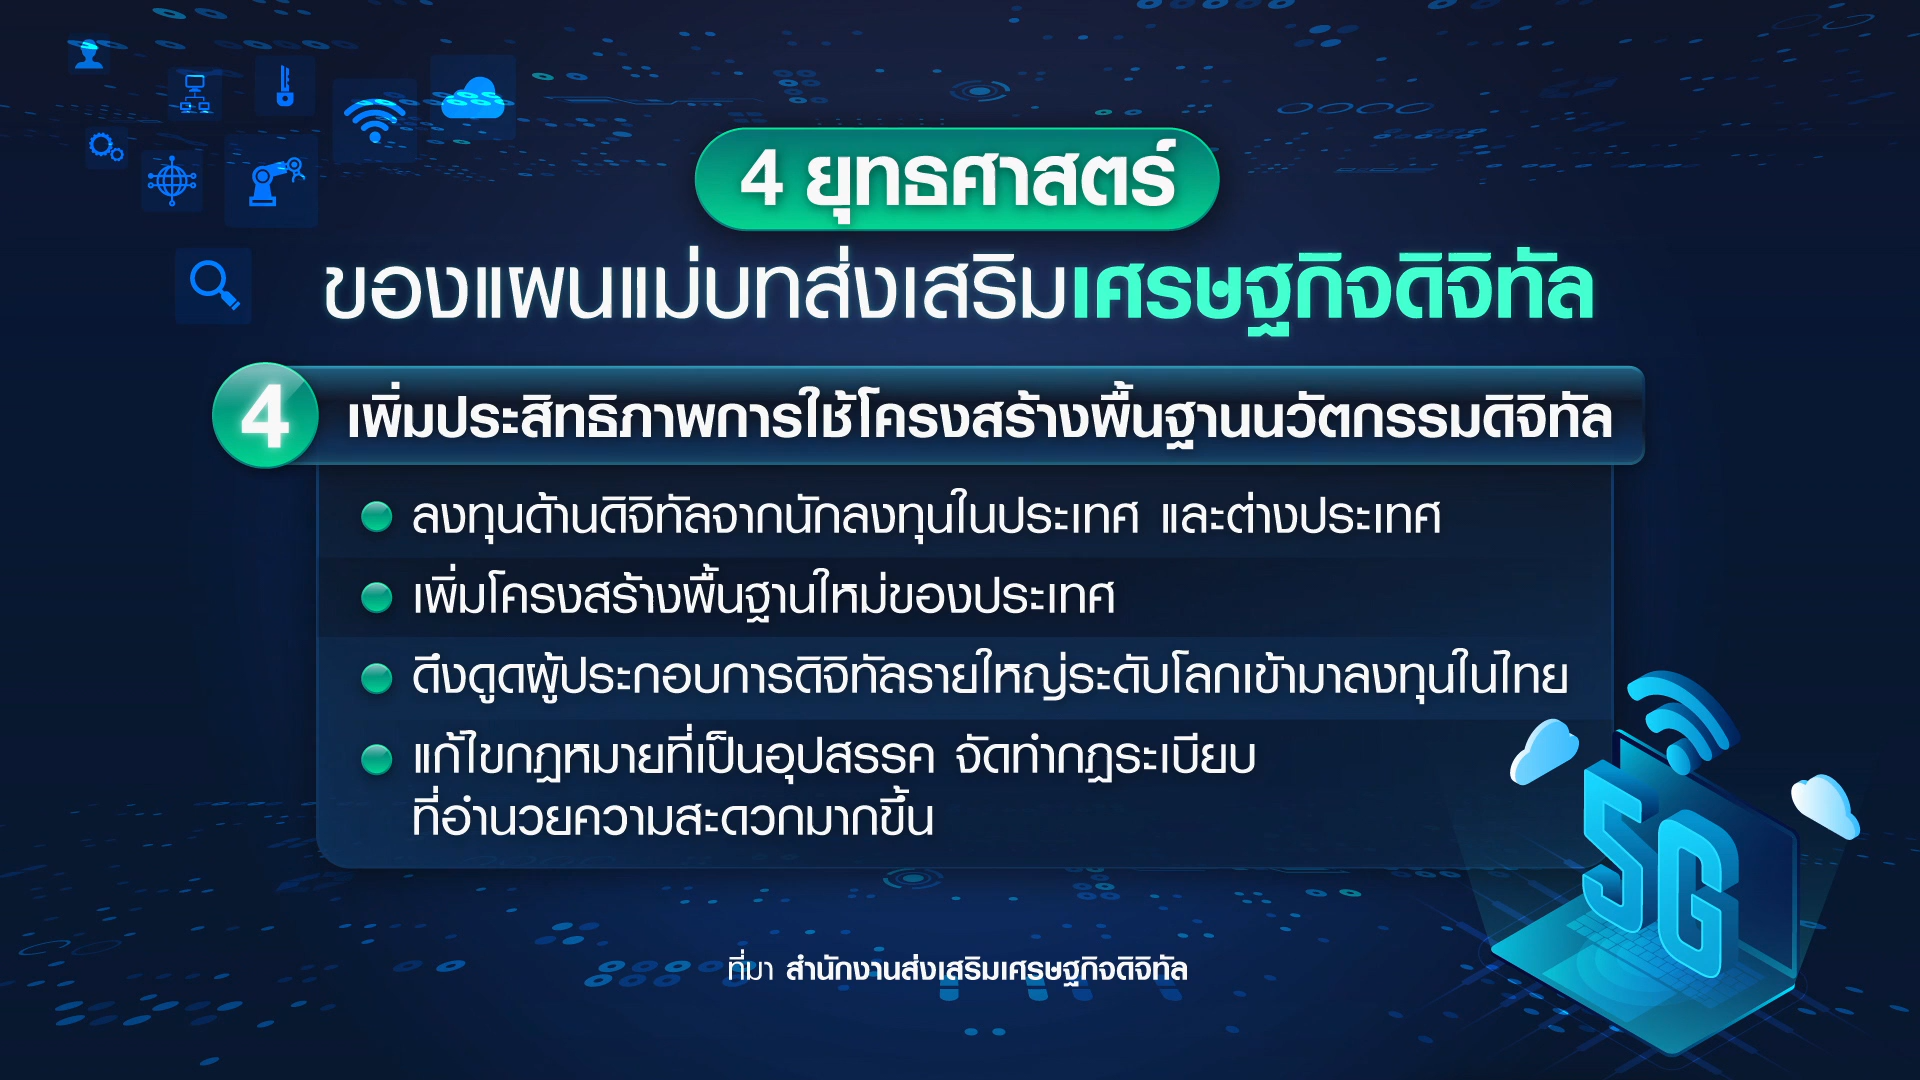 4 ยุทธศาสตร์
ของแผนแม่บทส่งเสริมเศรษฐกิจดิจิทัล
4 เพิ่มประสิทธิภาพการใช้โครงสร้างพื้นฐานนวัตกรรมดิจิทัล
ลงทุนด้านดิจิทัลจากนักลงทุนในประเทศ และต่างประเทศ
เพิ่มโครงสร้างพื้นฐานใหม่ของประเทศ
ดึงดูดผู้ประกอบการดิจิทัลรายใหญ่ระดับโลกเข้ามาลงทุนในไทย
แก้ไขกฎหมายที่เป็นอุปสรรค จัดทำกฎระเบียบ
ที่อำนวยความสะดวกมากขึ้น
5G
ที่มา สำนักงานส่งเสริมเศรษฐกิจดิจิทัล